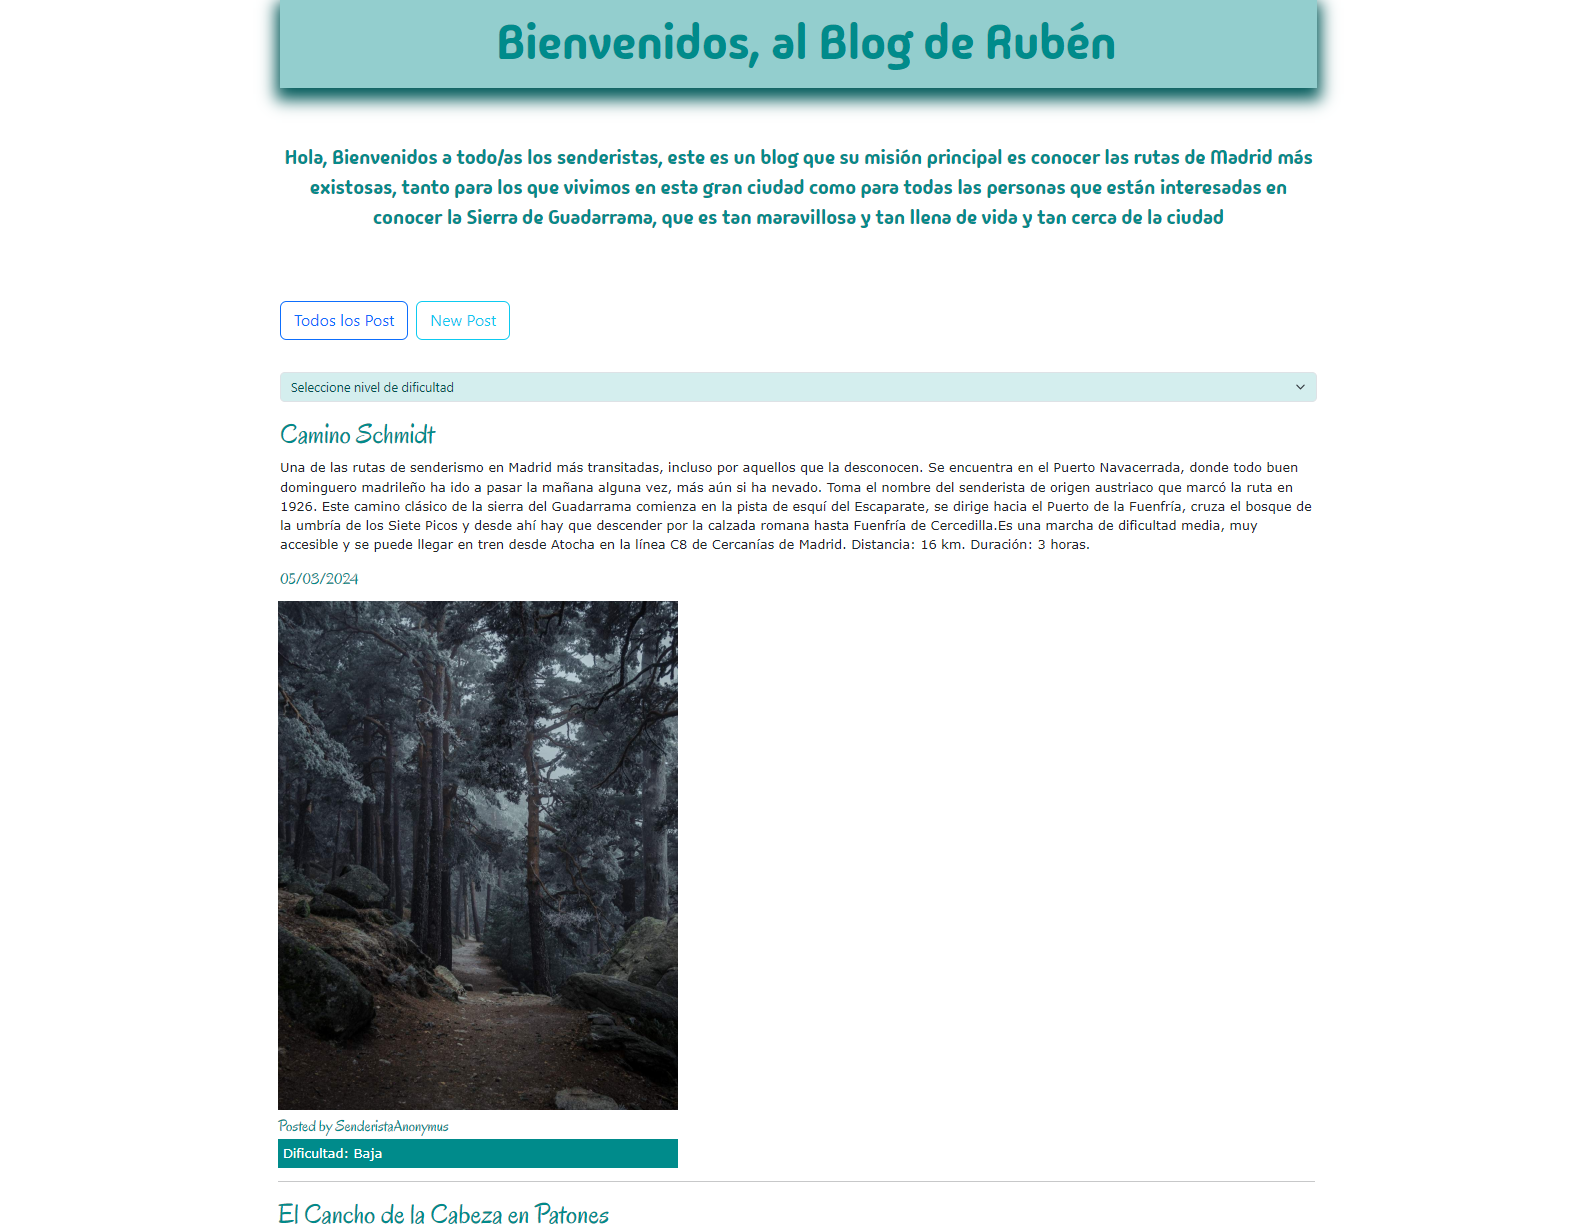 Bienvenidos, al Blog de Rubén
Hola, Bienvenidos a todo/as los senderistas, este es un blog que su misión principal es conocer las rutas de Madrid más
existosas, tanto para los que vivimos en esta gran ciudad como para todas las personas que están interesadas en
conocer la Sierra de Guadarrama, que es tan maravillosa y tan llena de vida y tan cerca de la ciudad
Todos los Post New Post
Seleccione nivel de dificultad
Camino Schmidt
Una de las rutas de senderismo en Madrid más transitadas, incluso por aquellos que la desconocen. Se encuentra en el Puerto Navacerrada, donde todo buen
dominguero madrileño ha ido a pasar la mañana alguna vez, más aún si ha nevado. Toma el nombre del senderista de origen austriaco que marcó la ruta en
1926. Este camino clásico de la sierra del Guadarrama comienza en la pista de esquí del Escaparate, se dirige hacia el Puerto de la Fuenfría, cruza el bosque de
la umbría de los Siete Picos y desde ahí hay que descender por la calzada romana hasta Fuenfría de Cercedilla.Es una marcha de dificultad media, muy
accesible y se puede llegar en tren desde Atocha en la línea C8 de Cercanías de Madrid. Distancia: 16 km. Duración: 3 horas.
05/03/2024
Posted by SenderistaAnonymus
Dificultad: Baja
El Cancho de la Cabeza en Patones